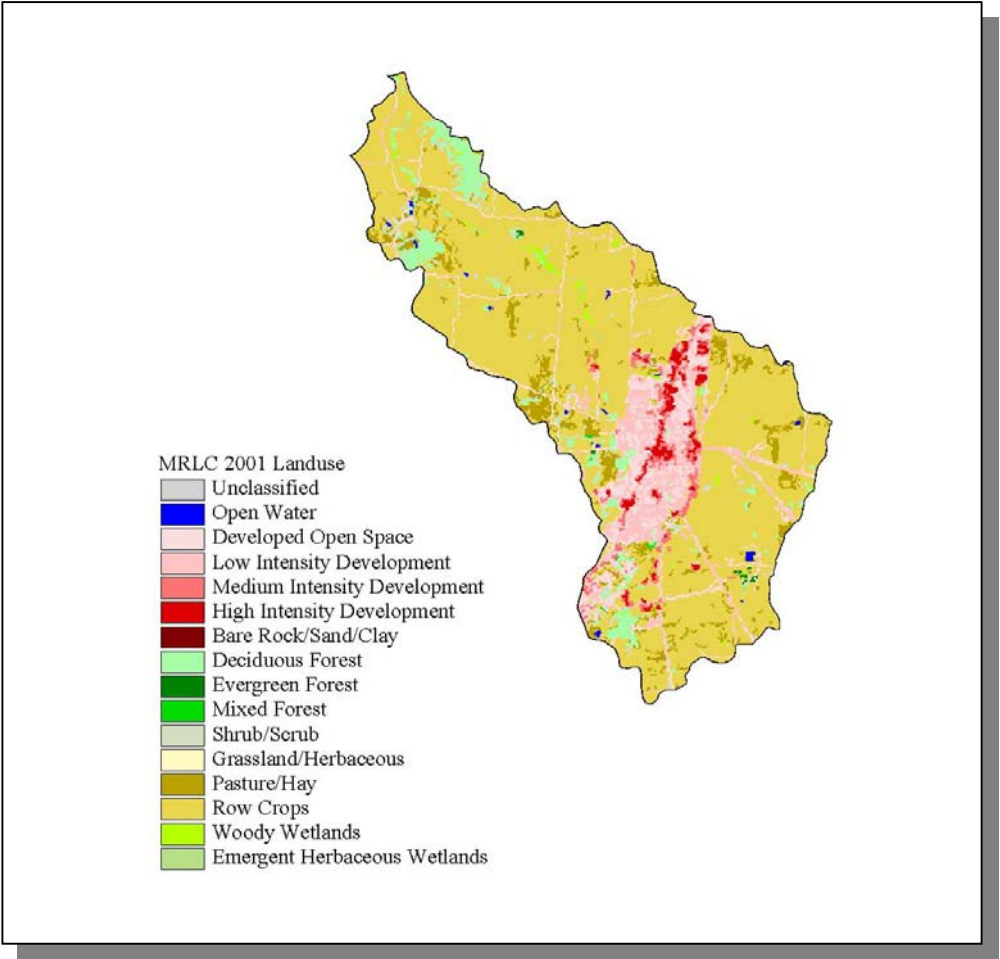 MRLC 2001 Landuse
Unclassified
Open Water
Developed Open Space
Low Intensity Development
Medium Intensity Development
High Intensity Development
Bare Rock/Sand/Clay
Deciduous Forest
Evergreen Forest
Mixed Forest
Shrub/Scrub
Grassland/Herbaceous
Pasture/Hay
Row Crops
Woody Wetlands
Emergent Herbaceous Wetlands